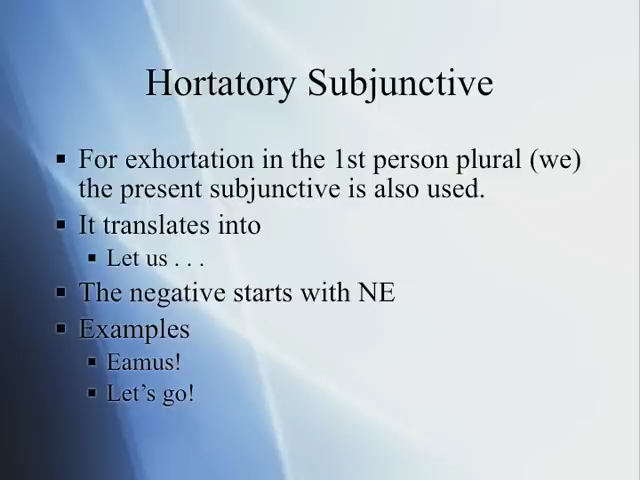 Hortatory Subjunctive
▪ For exhortation in the 1st person plural (we)
the present subjunctive is also used.
▪ It translates into
▪ Let us . . .
▪ The negative starts with NE
▪ Examples
▪ Eamus!
▪ Let's go!